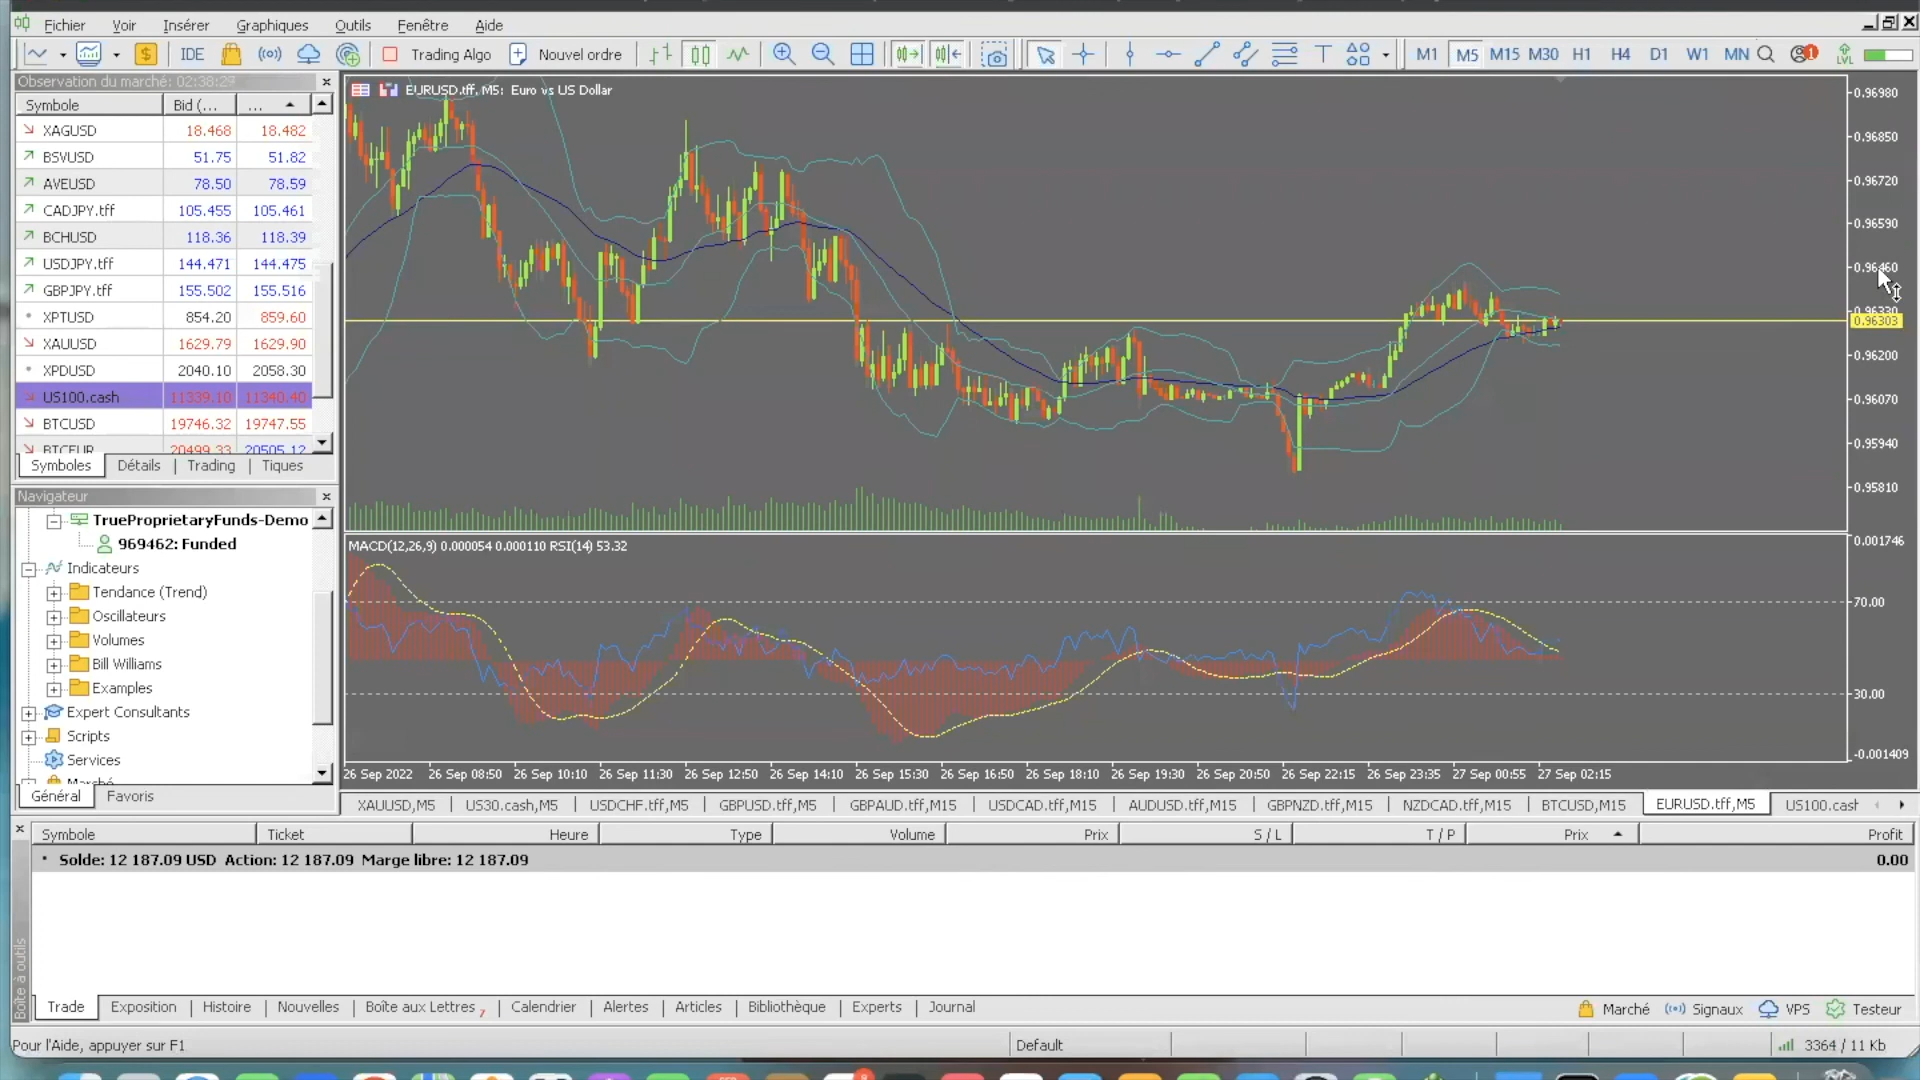 Fichier Voir Insérer Graphiques Outils Fenêtre Aide
IDE Trading Algo Nouvel ordre M1 M5 M15 M30 H1 H4 D1 W1 MN 1 LVL
Observation du marché: 02:38:29
Symbole Bid (... ...
XAGUSD 18.468 18.482
BSVUSD 51.75 51.82
AVEUSD 78.50 78.59
CADJPY.tff 105.455 105.461
BCHUSD 118.36 118.39
USDJPY.tff 144.471 144.475
GBPJPY.tff 155.502 155.516
XPTUSD 854.20 859.60
XAUUSD 1629.79 1629.90
XPDUSD 2040.10 2058.30
US100.cash 11339.10 11340.40
BTCUSD 19746.32 19747.55
BTCEUR 20499.33 20505.12
Symboles Détails Trading Tiques
Navigateur
TrueProprietaryFunds-Demo
969462: Funded
Indicateurs
Tendance (Trend)
Oscillateurs
Volumes
Bill Williams
Examples
Expert Consultants
Scripts
Services
Marché
Général Favoris
EURUSD.tff, M5: Euro vs US Dollar
0.96980
0.96850
0.96720
0.96590
0.96460
0.96330
0.96303
0.96200
0.96070
0.95940
0.95810
MACD(12,26,9) 0.000054 0.000110 RSI(14) 53.32
0.001746
70.00
30.00
-0.001409
26 Sep 2022 26 Sep 08:50 26 Sep 10:10 26 Sep 11:30 26 Sep 12:50 26 Sep 14:10 26 Sep 15:30 26 Sep 16:50 26 Sep 18:10 26 Sep 19:30 26 Sep 20:50 26 Sep 22:15 26 Sep 23:35 27 Sep 00:55 27 Sep 02:15
XAUUSD,M5 US30.cash,M5 USDCHF.tff,M5 GBPUSD.tff,M5 GBPAUD.tff,M15 USDCAD.tff,M15 AUDUSD.tff,M15 GBPNZD.tff,M15 NZDCAD.tff,M15 BTCUSD,M15 EURUSD.tff,M5 US100.cash
Symbole Ticket Heure Type Volume Prix S / L T / P Prix Profit
Solde: 12 187.09 USD Action: 12 187.09 Marge libre: 12 187.09 0.00
Boîte à outils
Trade Exposition Histoire Nouvelles Boîte aux Lettres 7 Calendrier Alertes Articles Bibliothèque Experts Journal Marché Signaux VPS Testeur
Pour l'Aide, appuyer sur F1 Default 3364 / 11 Kb